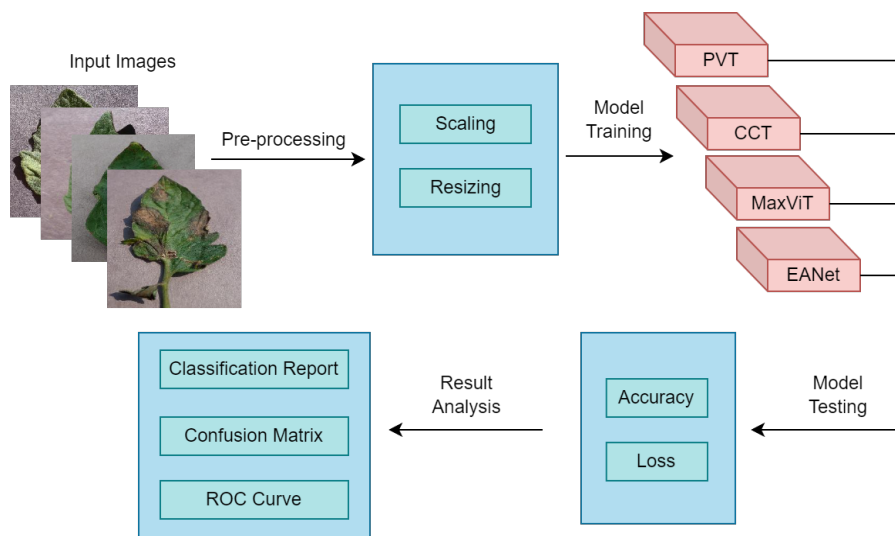 Input Images
Pre-processing
Scaling
Resizing
Model
Training
PVT
CCT
MaxViT
EANet
Model
Testing
Accuracy
Loss
Result
Analysis
Classification Report
Confusion Matrix
ROC Curve